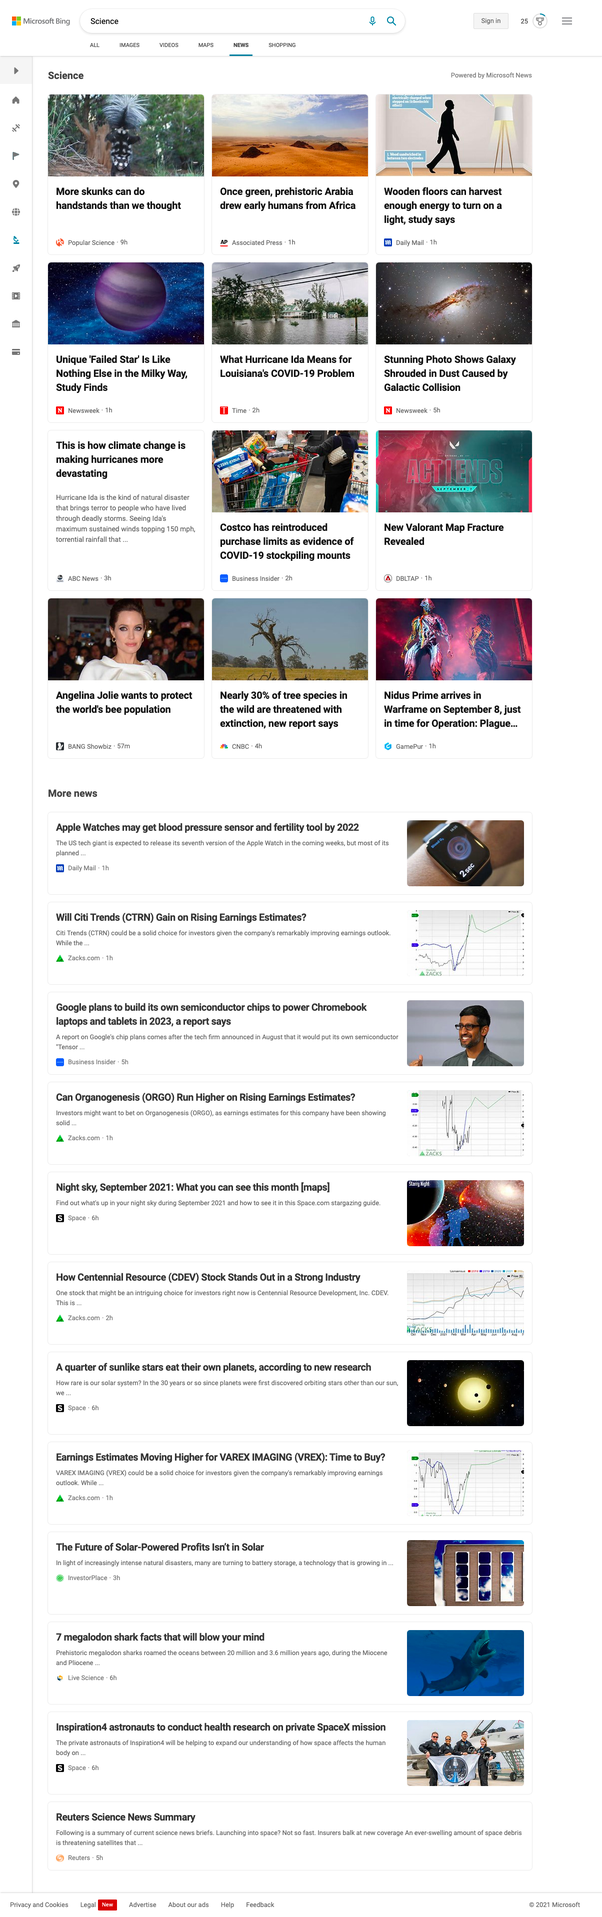 Microsoft Bing
Science
Sign in
25
ALL IMAGES VIDEOS MAPS NEWS SHOPPING
Science
Powered by Microsoft News
More skunks can do
handstands than we thought
Popular Science · 9h
Once green, prehistoric Arabia
drew early humans from Africa
AP Associated Press · 1h
Wooden floors can harvest
enough energy to turn on a
light, study says
Daily Mail · 1h
Unique 'Failed Star' Is Like
Nothing Else in the Milky Way,
Study Finds
N Newsweek · 1h
What Hurricane Ida Means for
Louisiana's COVID-19 Problem
Time · 2h
Stunning Photo Shows Galaxy
Shrouded in Dust Caused by
Galactic Collision
N Newsweek · 5h
This is how climate change is
making hurricanes more
devastating
Hurricane Ida is the kind of natural disaster
that brings terror to people who have lived
through deadly storms. Seeing Ida's
maximum sustained winds topping 150 mph,
torrential rainfall that ...
ABC News · 3h
Costco has reintroduced
purchase limits as evidence of
COVID-19 stockpiling mounts
Business Insider · 2h
ACT I ENDS
New Valorant Map Fracture
Revealed
DBLTAP · 1h
Angelina Jolie wants to protect
the world's bee population
BANG Showbiz · 57m
Nearly 30% of tree species in
the wild are threatened with
extinction, new report says
CNBC · 4h
Nidus Prime arrives in
Warframe on September 8, just
in time for Operation: Plague...
GamePur · 1h
More news
Apple Watches may get blood pressure sensor and fertility tool by 2022
The US tech giant is expected to release its seventh version of the Apple Watch in the coming weeks, but most of its
planned ...
Daily Mail · 1h
2 sec
Will Citi Trends (CTRN) Gain on Rising Earnings Estimates?
Citi Trends (CTRN) could be a solid choice for investors given the company's remarkably improving earnings outlook.
While the ...
Zacks.com · 1h
ZACKS
Google plans to build its own semiconductor chips to power Chromebook
laptops and tablets in 2023, a report says
A report on Google's chip plans comes after the tech firm announced in August that it would put its own semiconductor
"Tensor ...
Business Insider · 5h
Can Organogenesis (ORGO) Run Higher on Rising Earnings Estimates?
Investors might want to bet on Organogenesis (ORGO), as earnings estimates for this company have been showing
solid ...
Zacks.com · 1h
ZACKS
Night sky, September 2021: What you can see this month [maps]
Find out what's up in your night sky during September 2021 and how to see it in this Space.com stargazing guide.
S Space · 6h
Starry Night
How Centennial Resource (CDEV) Stock Stands Out in a Strong Industry
One stock that might be an intriguing choice for investors right now is Centennial Resource Development, Inc. CDEV.
This is ...
Zacks.com · 2h
ZACKS
A quarter of sunlike stars eat their own planets, according to new research
How rare is our solar system? In the 30 years or so since planets were first discovered orbiting stars other than our sun,
we ...
S Space · 6h
Earnings Estimates Moving Higher for VAREX IMAGING (VREX): Time to Buy?
VAREX IMAGING (VREX) could be a solid choice for investors given the company's remarkably improving earnings
outlook. While ...
Zacks.com · 1h
ZACKS
The Future of Solar-Powered Profits Isn't in Solar
In light of increasingly intense natural disasters, many are turning to battery storage, a technology that is growing in ...
InvestorPlace · 3h
7 megalodon shark facts that will blow your mind
Prehistoric megalodon sharks roamed the oceans between 20 million and 3.6 million years ago, during the Miocene
and Pliocene ...
Live Science · 6h
Inspiration4 astronauts to conduct health research on private SpaceX mission
The private astronauts of Inspiration4 will be helping to expand our understanding of how space affects the human
body on ...
S Space · 6h
Reuters Science News Summary
Following is a summary of current science news briefs. Launching into space? Not so fast. Insurers balk at new coverage An ever-swelling amount of space debris
is threatening satellites that ...
Reuters · 5h
Privacy and Cookies Legal New Advertise About our ads Help Feedback © 2021 Microsoft